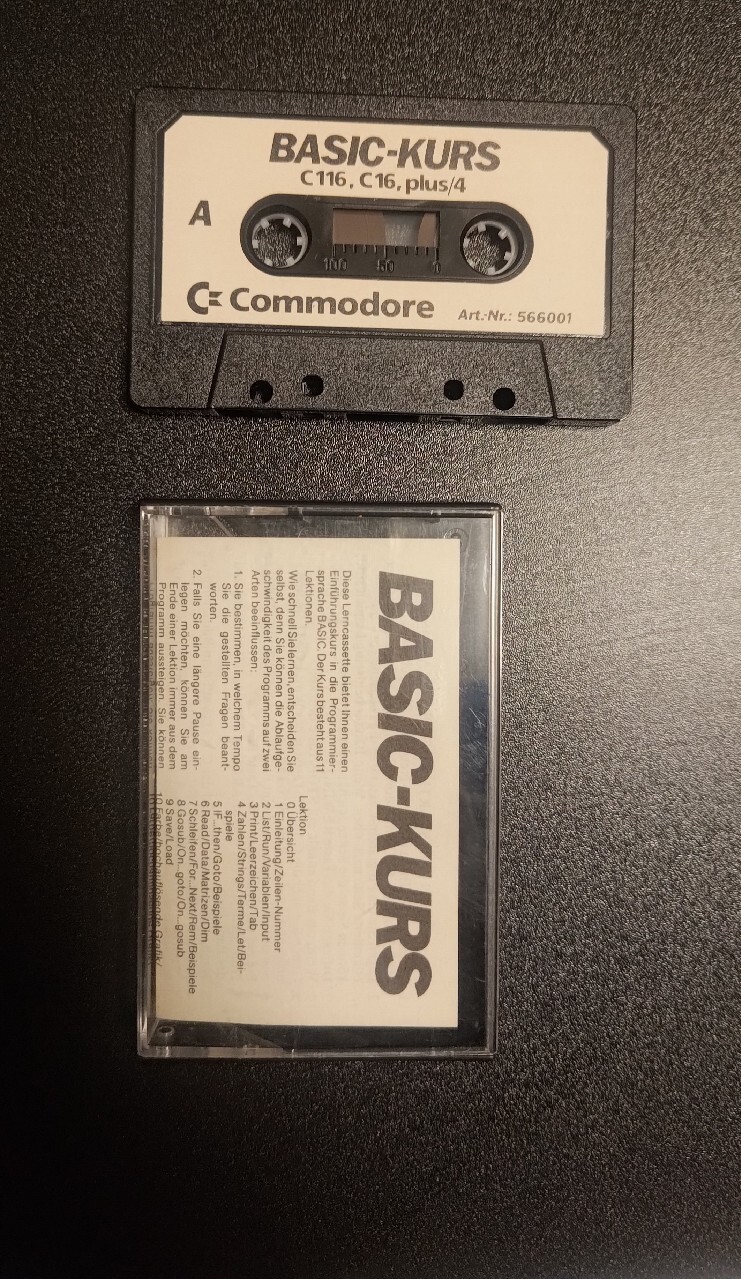 BASIC-KURS
C116, C16, plus/4
A
100 50 0
Commodore
Art.-Nr.: 566001
BASIC-KURS
Diese Lerncassette bietet Ihnen einen
Einführungskurs in die Programmier-
sprache BASIC. Der Kurs besteht aus 11
Lektionen.
Wie schnell Sie lernen, entscheiden Sie
selbst, denn Sie können die Ablaufge-
schwindigkeit des Programms auf zwei
Arten beeinflussen:
1. Sie bestimmen, in welchem Tempo
Sie die gestellten Fragen beant-
worten.
2. Falls Sie eine längere Pause ein-
legen möchten, können Sie am
Ende einer Lektion immer aus dem
Programm aussteigen. Sie können
Lektion
0 Übersicht
1 Einleitung/Zeilen-Nummer
2 List/Run/Variablen/Input
3 Print/Leerzeichen/Tab
4 Zahlen/Strings/Terme/Let/Bei-
spiele
5 IF...then/Goto/Beispiele
6 Read/Data/Matrizen/Dim
7 Schleifen/For...Next/Rem/Beispiele
8 Gosub/On...goto/On...gosub
9 Save/Load
10 Farbe/hochauflösende Grafik/